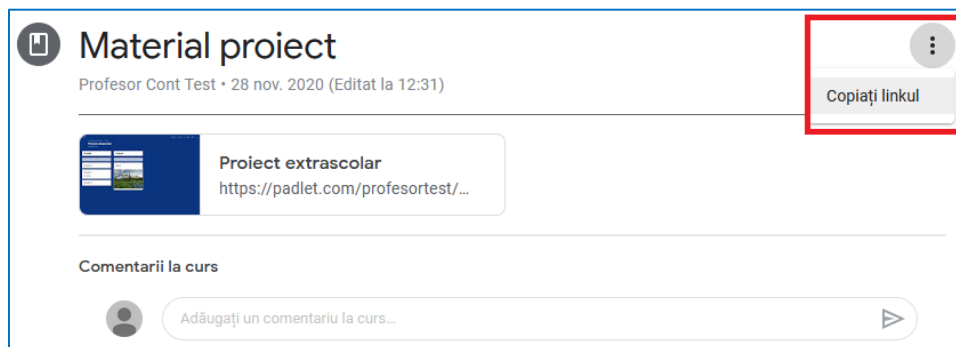 Material proiect
Profesor Cont Test • 28 nov. 2020 (Editat la 12:31)
Copiați linkul
Proiect extrascolar
https://padlet.com/profesortest/...
Comentarii la curs
Adăugați un comentariu la curs...